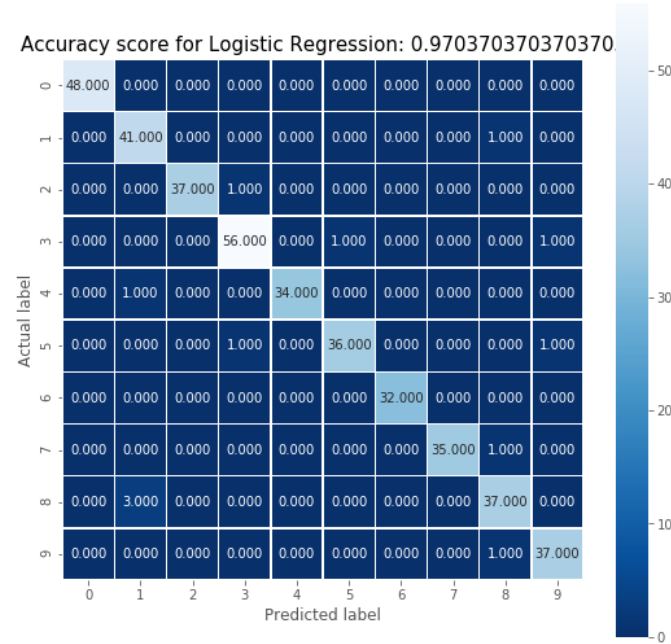 Accuracy score for Logistic Regression: 0.970370370370370.
50
0 48.000 0.000 0.000 0.000 0.000 0.000 0.000 0.000 0.000 0.000
1 0.000 41.000 0.000 0.000 0.000 0.000 0.000 0.000 1.000 0.000
40
2 0.000 0.000 37.000 1.000 0.000 0.000 0.000 0.000 0.000 0.000
3 0.000 0.000 0.000 56.000 0.000 1.000 0.000 0.000 0.000 1.000
30
4 0.000 1.000 0.000 0.000 34.000 0.000 0.000 0.000 0.000 0.000
Actual label
5 0.000 0.000 0.000 1.000 0.000 36.000 0.000 0.000 0.000 1.000
20
6 0.000 0.000 0.000 0.000 0.000 0.000 32.000 0.000 0.000 0.000
7 0.000 0.000 0.000 0.000 0.000 0.000 0.000 35.000 1.000 0.000
10
8 0.000 3.000 0.000 0.000 0.000 0.000 0.000 0.000 37.000 0.000
9 0.000 0.000 0.000 0.000 0.000 0.000 0.000 0.000 1.000 37.000
0 1 2 3 4 5 6 7 8 9
Predicted label
0